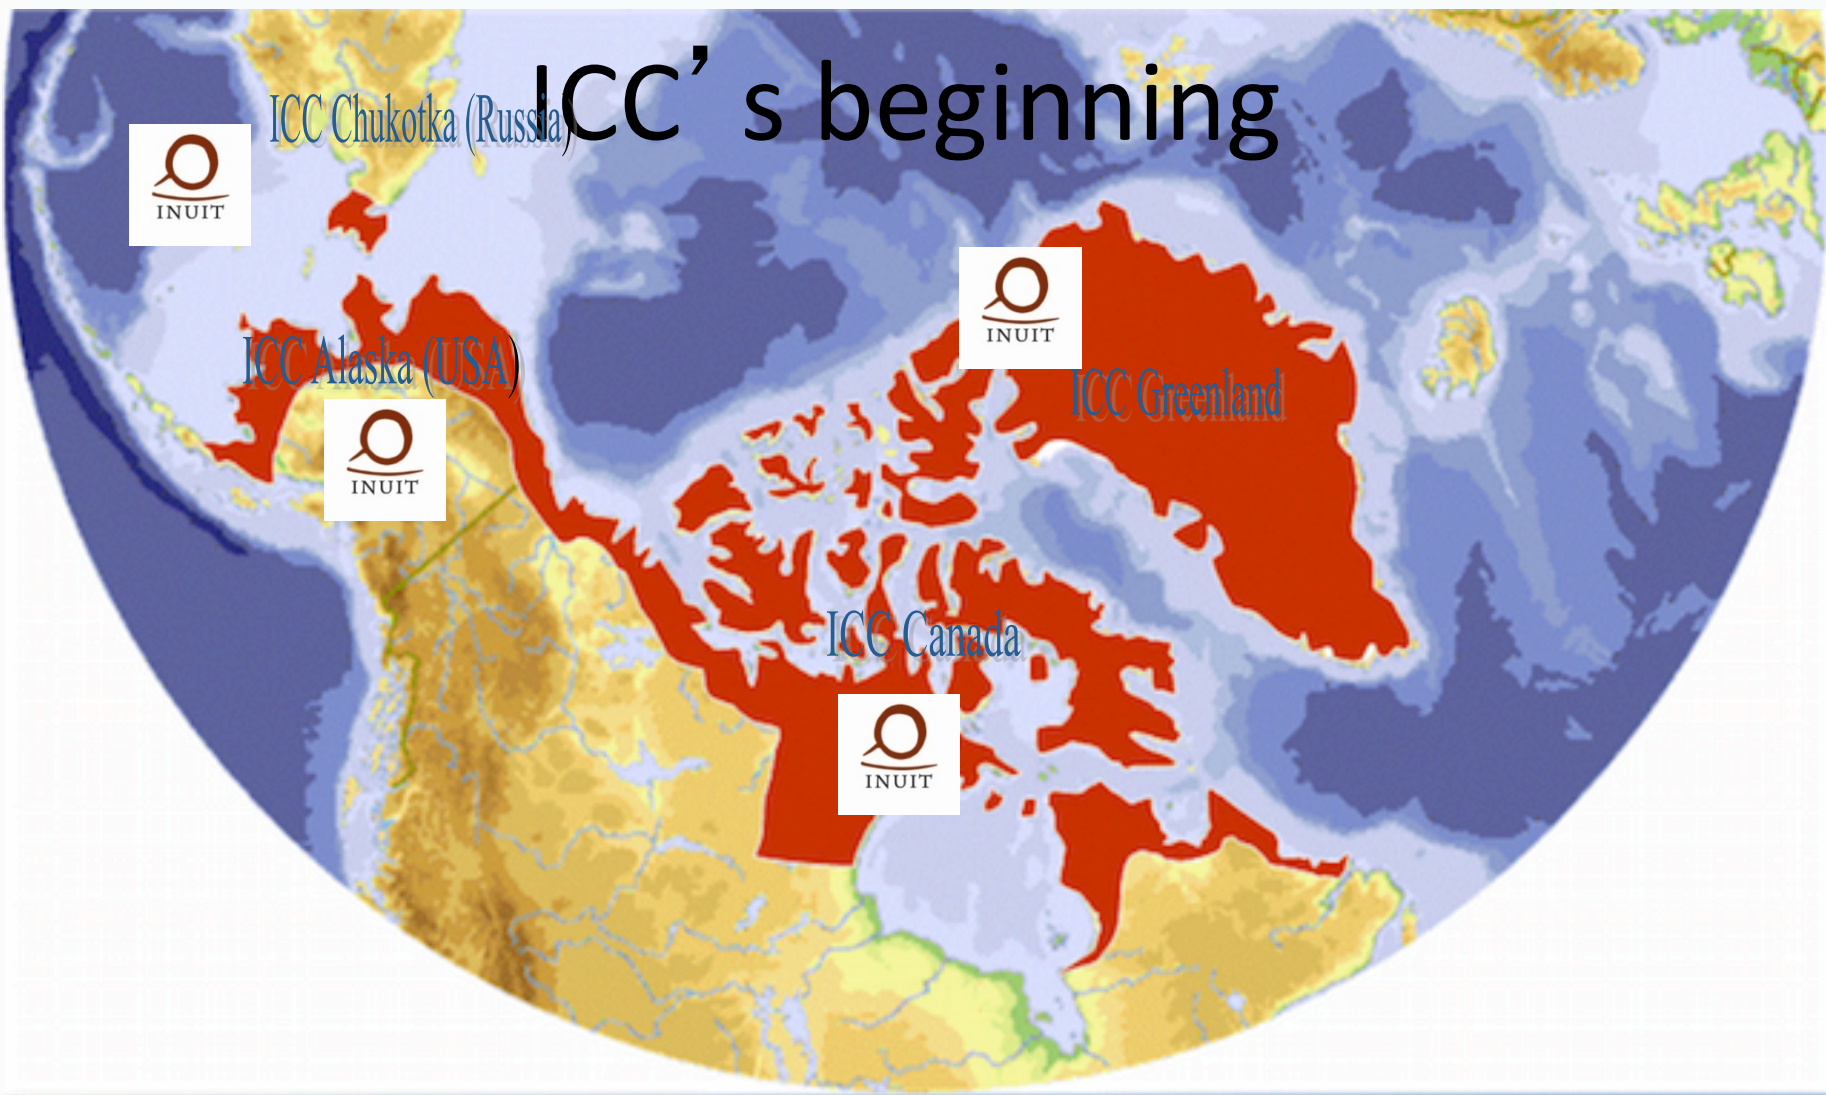 ICC’s beginning
ICC Chukotka (Russia)
INUIT
INUIT
ICC Alaska (USA)
ICC Greenland
INUIT
ICC Canada
INUIT